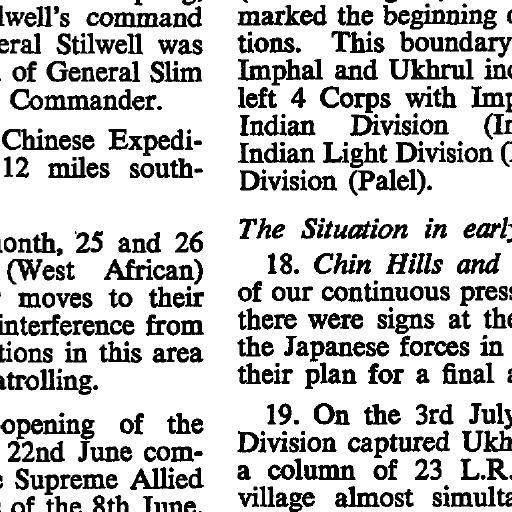 lwell's command
eral Stilwell was
of General Slim
Commander.
Chinese Expedi-
12 miles south-
onth, 25 and 26
(West African)
moves to their
interference from
tions in this area
trolling.
opening of the
22nd June com-
Supreme Allied
of the 8th June,
marked the beginning
tions. This boundary
Imphal and Ukhrul in
left 4 Corps with Imp
Indian Division (I
Indian Light Division (
Division (Palel).
The Situation in early
18. Chin Hills and
of our continuous press
there were signs at the
the Japanese forces in
their plan for a final a
19. On the 3rd July
Division captured Ukh
a column of 23 L.R.
village almost simulta